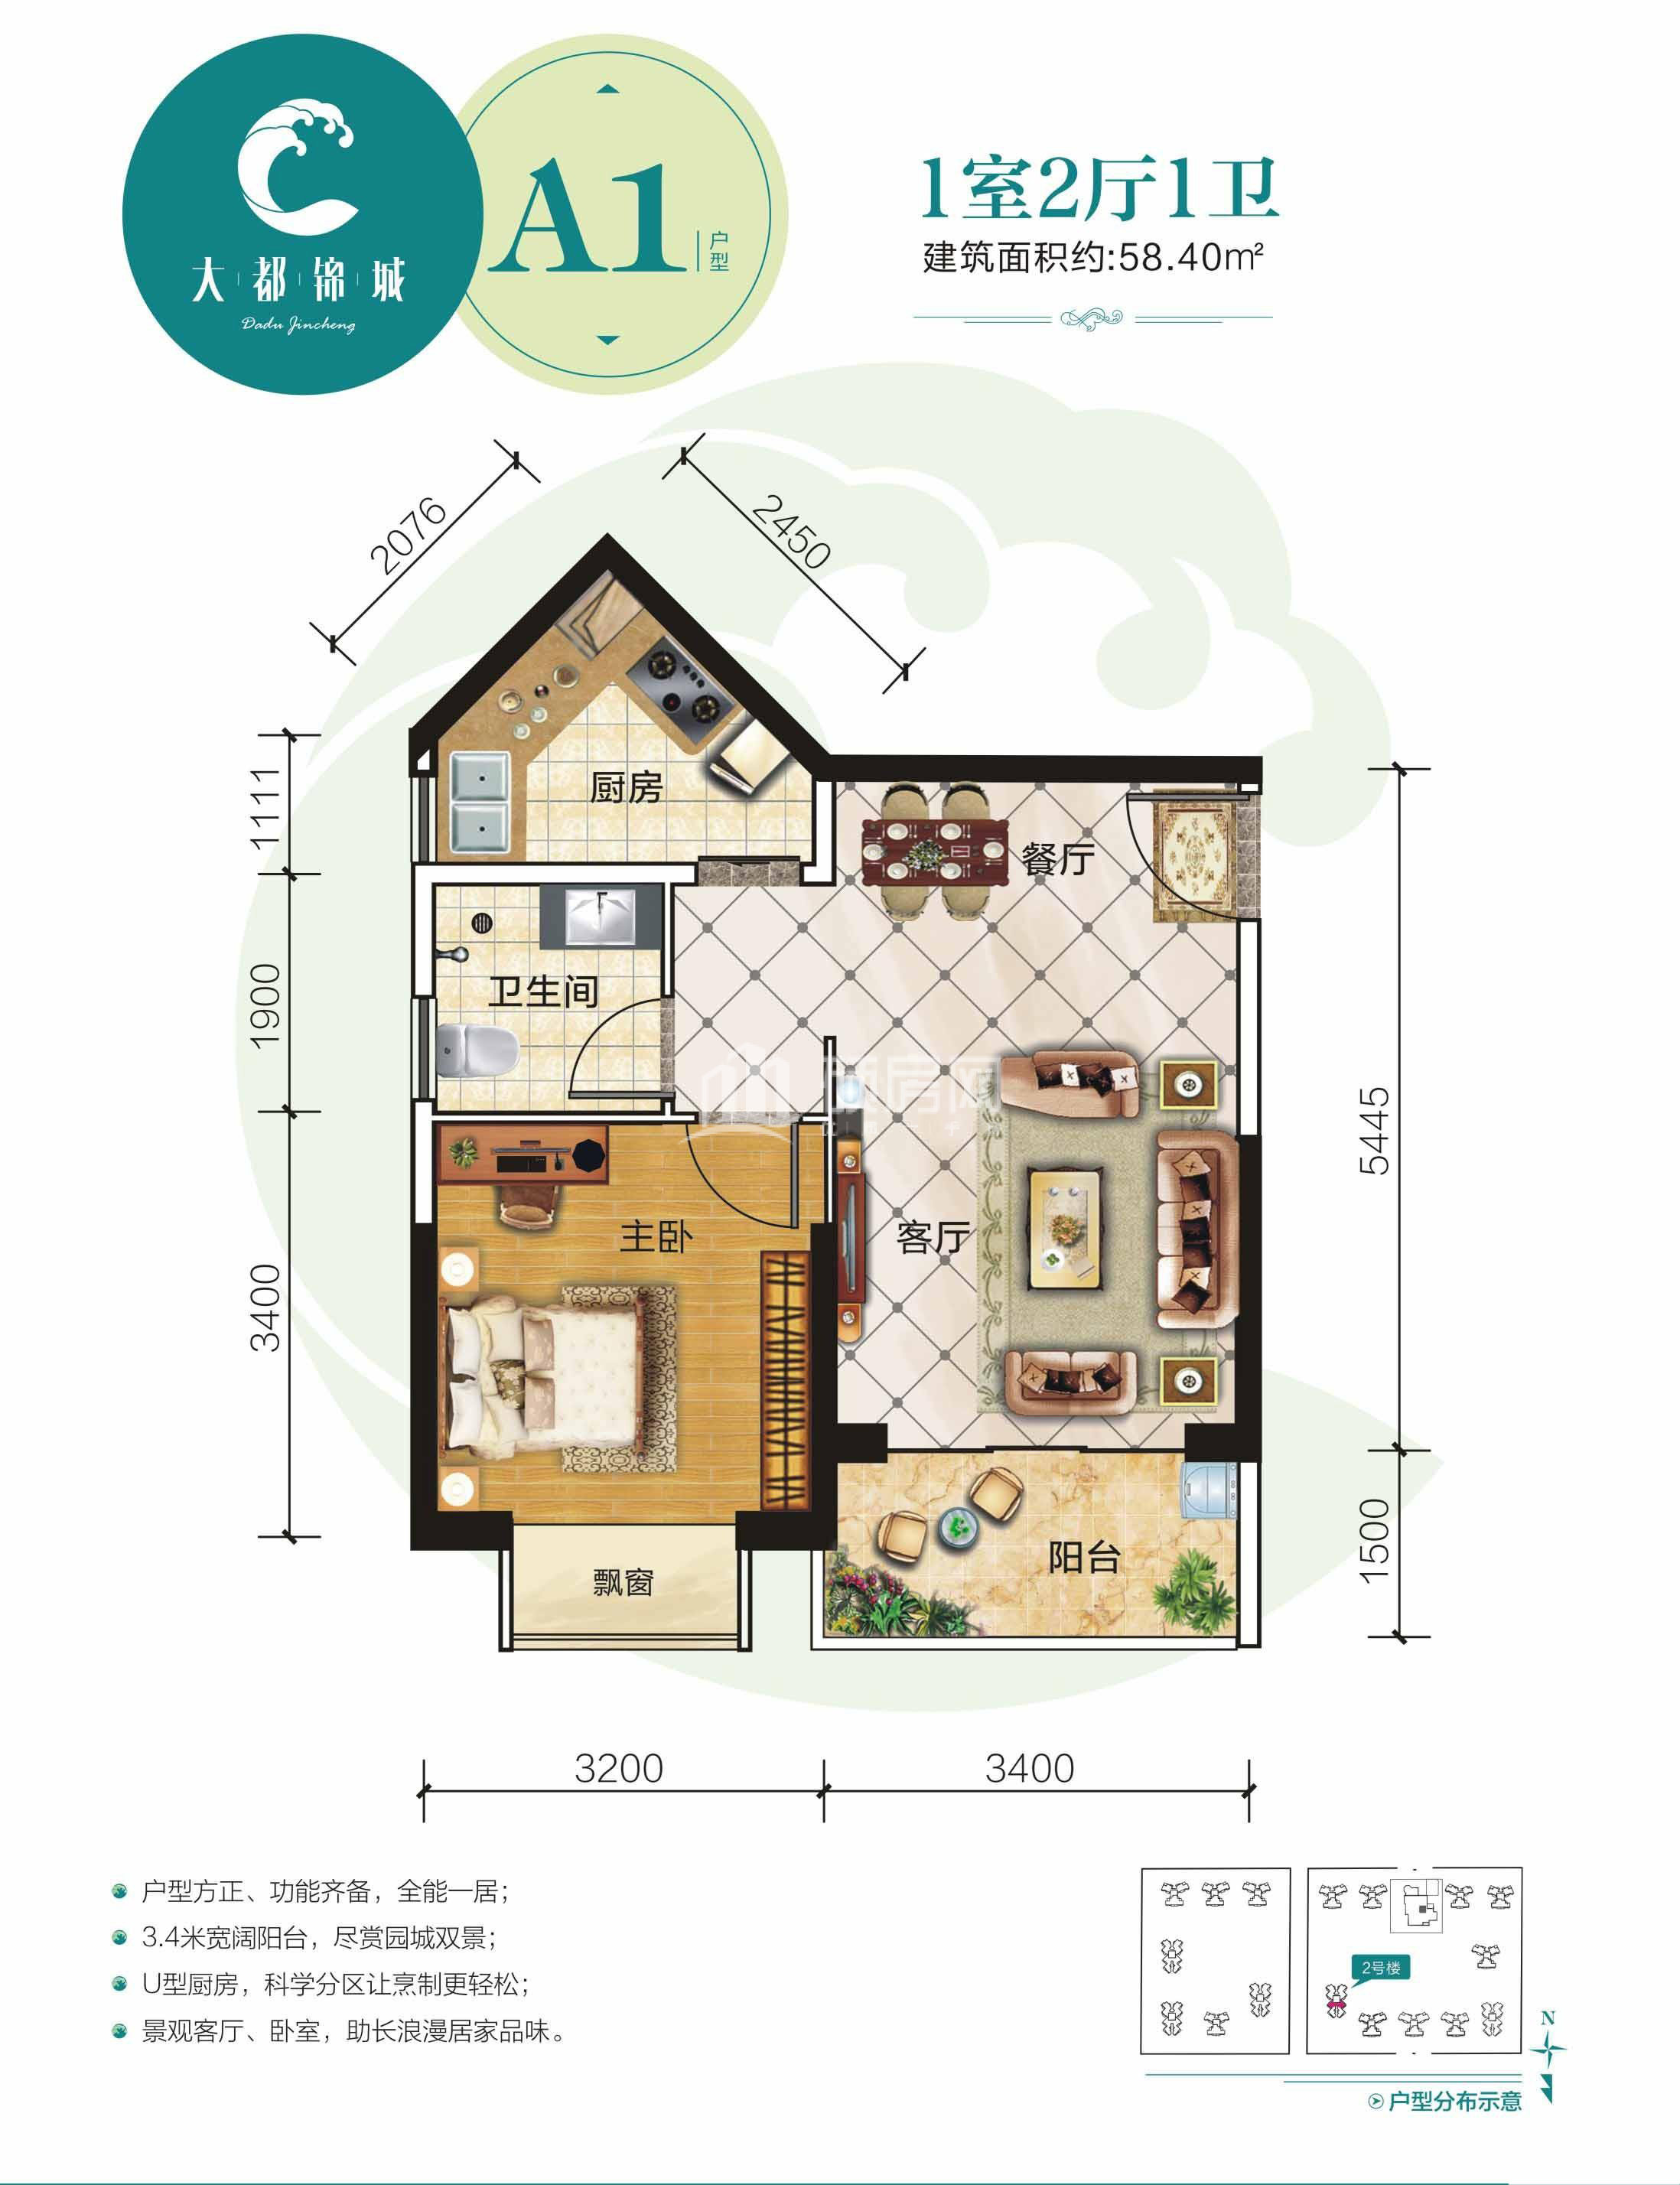 大都锦城
Dadu Jincheng
A1
户型
1室2厅1卫
建筑面积约:58.40㎡
2076
2450
1111
1900
3400
5445
1500
厨房
餐厅
卫生间
主卧
客厅
阳台
飘窗
3200
3400
户型方正、功能齐备，全能一居；
3.4米宽阔阳台，尽赏园城双景；
U型厨房，科学分区让烹制更轻松；
景观客厅、卧室，助长浪漫居家品味。
2号楼
N
户型分布示意